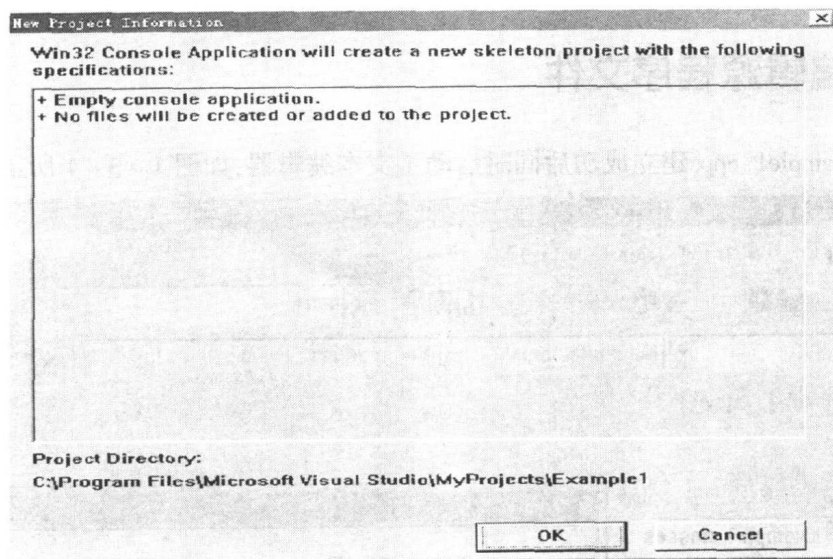 New Project Information
Win32 Console Application will create a new skeleton project with the following
specifications:
+ Empty console application.
+ No files will be created or added to the project.
Project Directory:
C:\Program Files\Microsoft Visual Studio\MyProjects\Example1
OK
Cancel